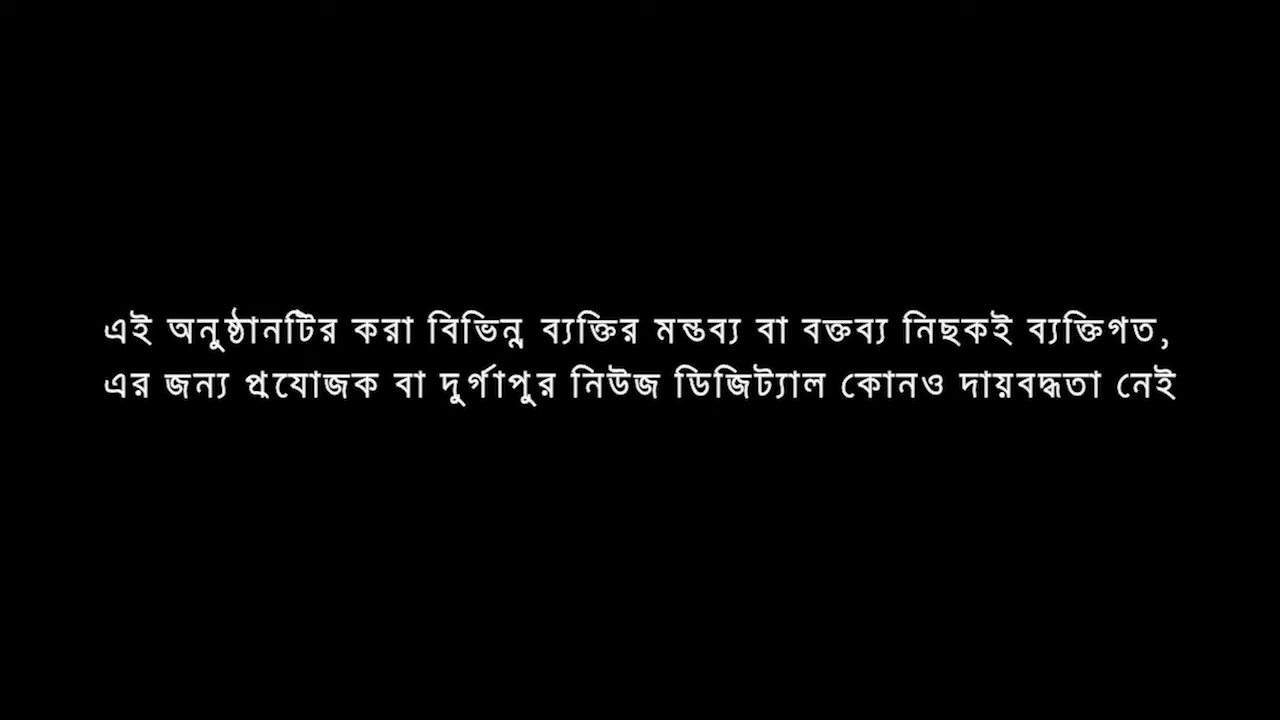 এই অনুষ্ঠানটির করা বিভিন্ন ব্যক্তির মন্তব্য বা বক্তব্য নিছকই ব্যক্তিগত,
এর জন্য প্রযোজক বা দুর্গাপুর নিউজ ডিজিট্যাল কোনও দায়বদ্ধতা নেই